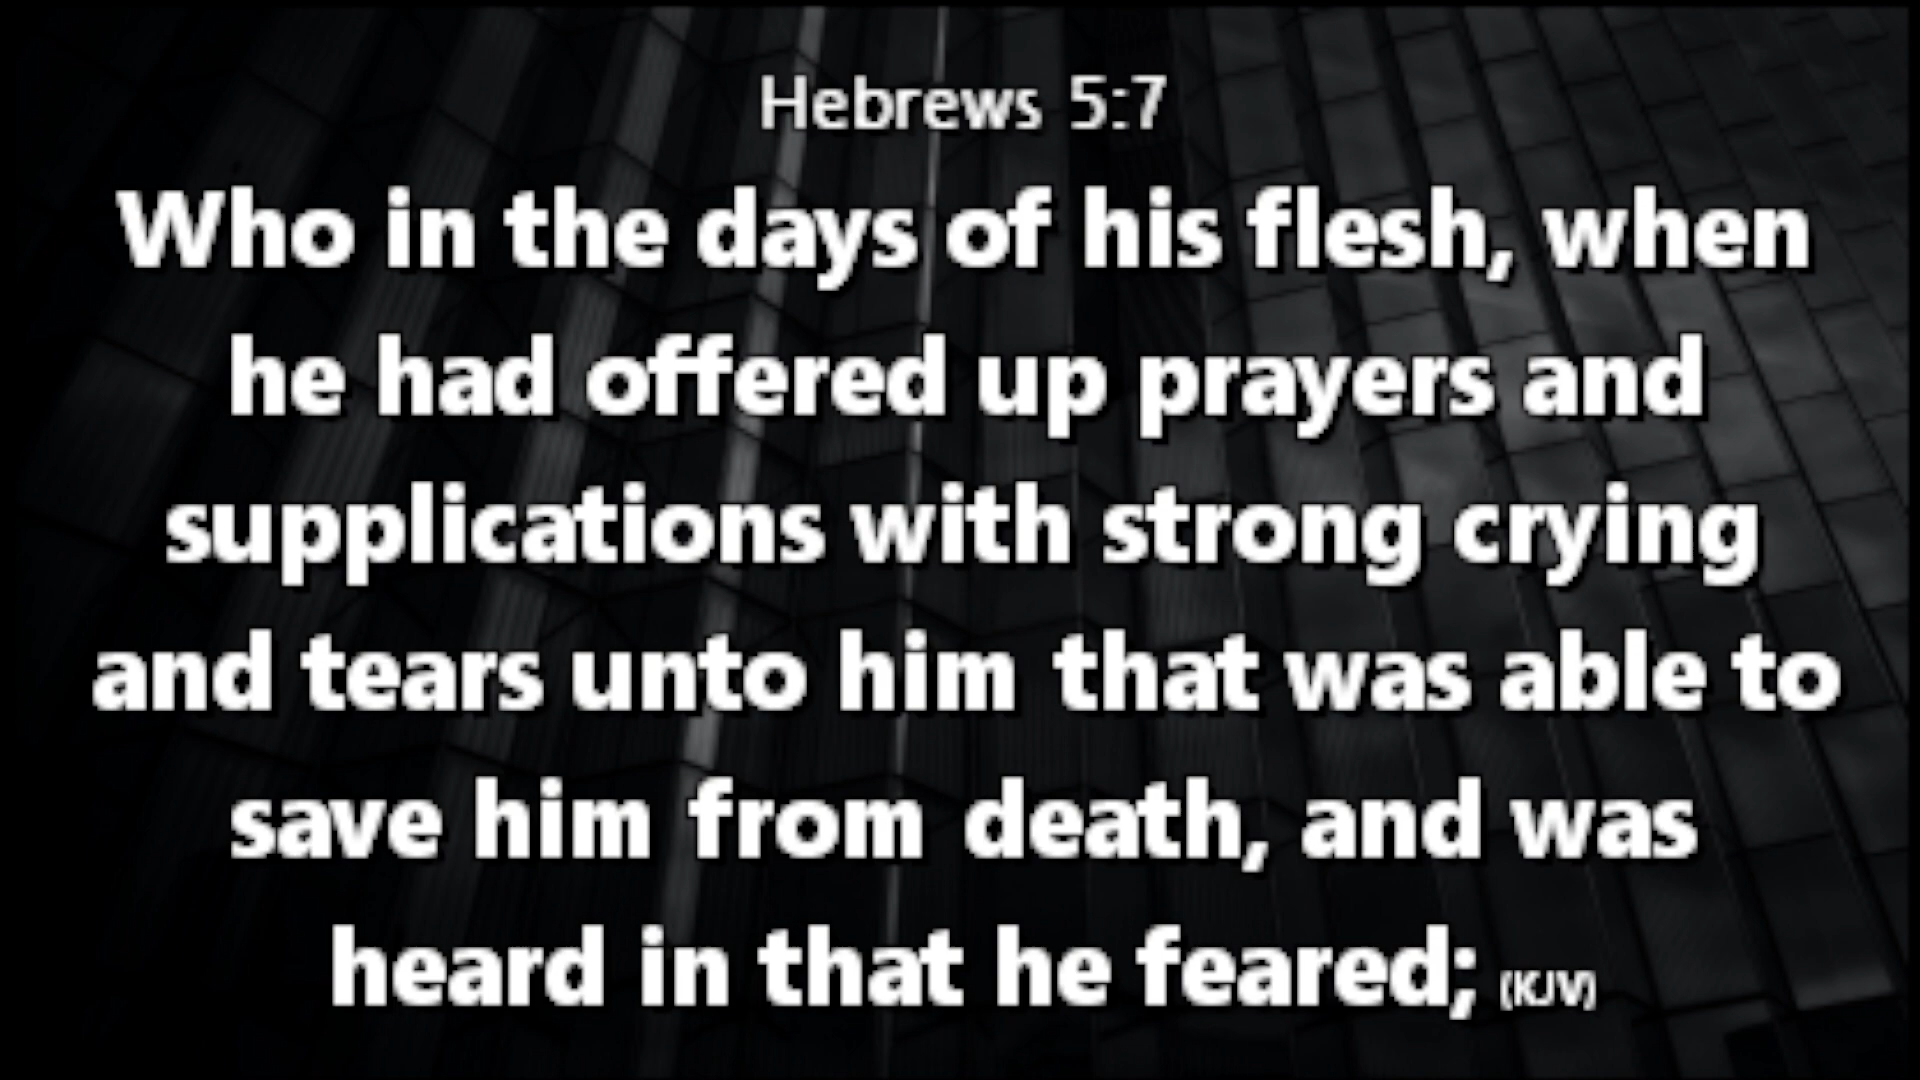 Hebrews 5:7
Who in the days of his flesh, when
he had offered up prayers and
supplications with strong crying
and tears unto him that was able to
save him from death, and was
heard in that he feared; (KJV)